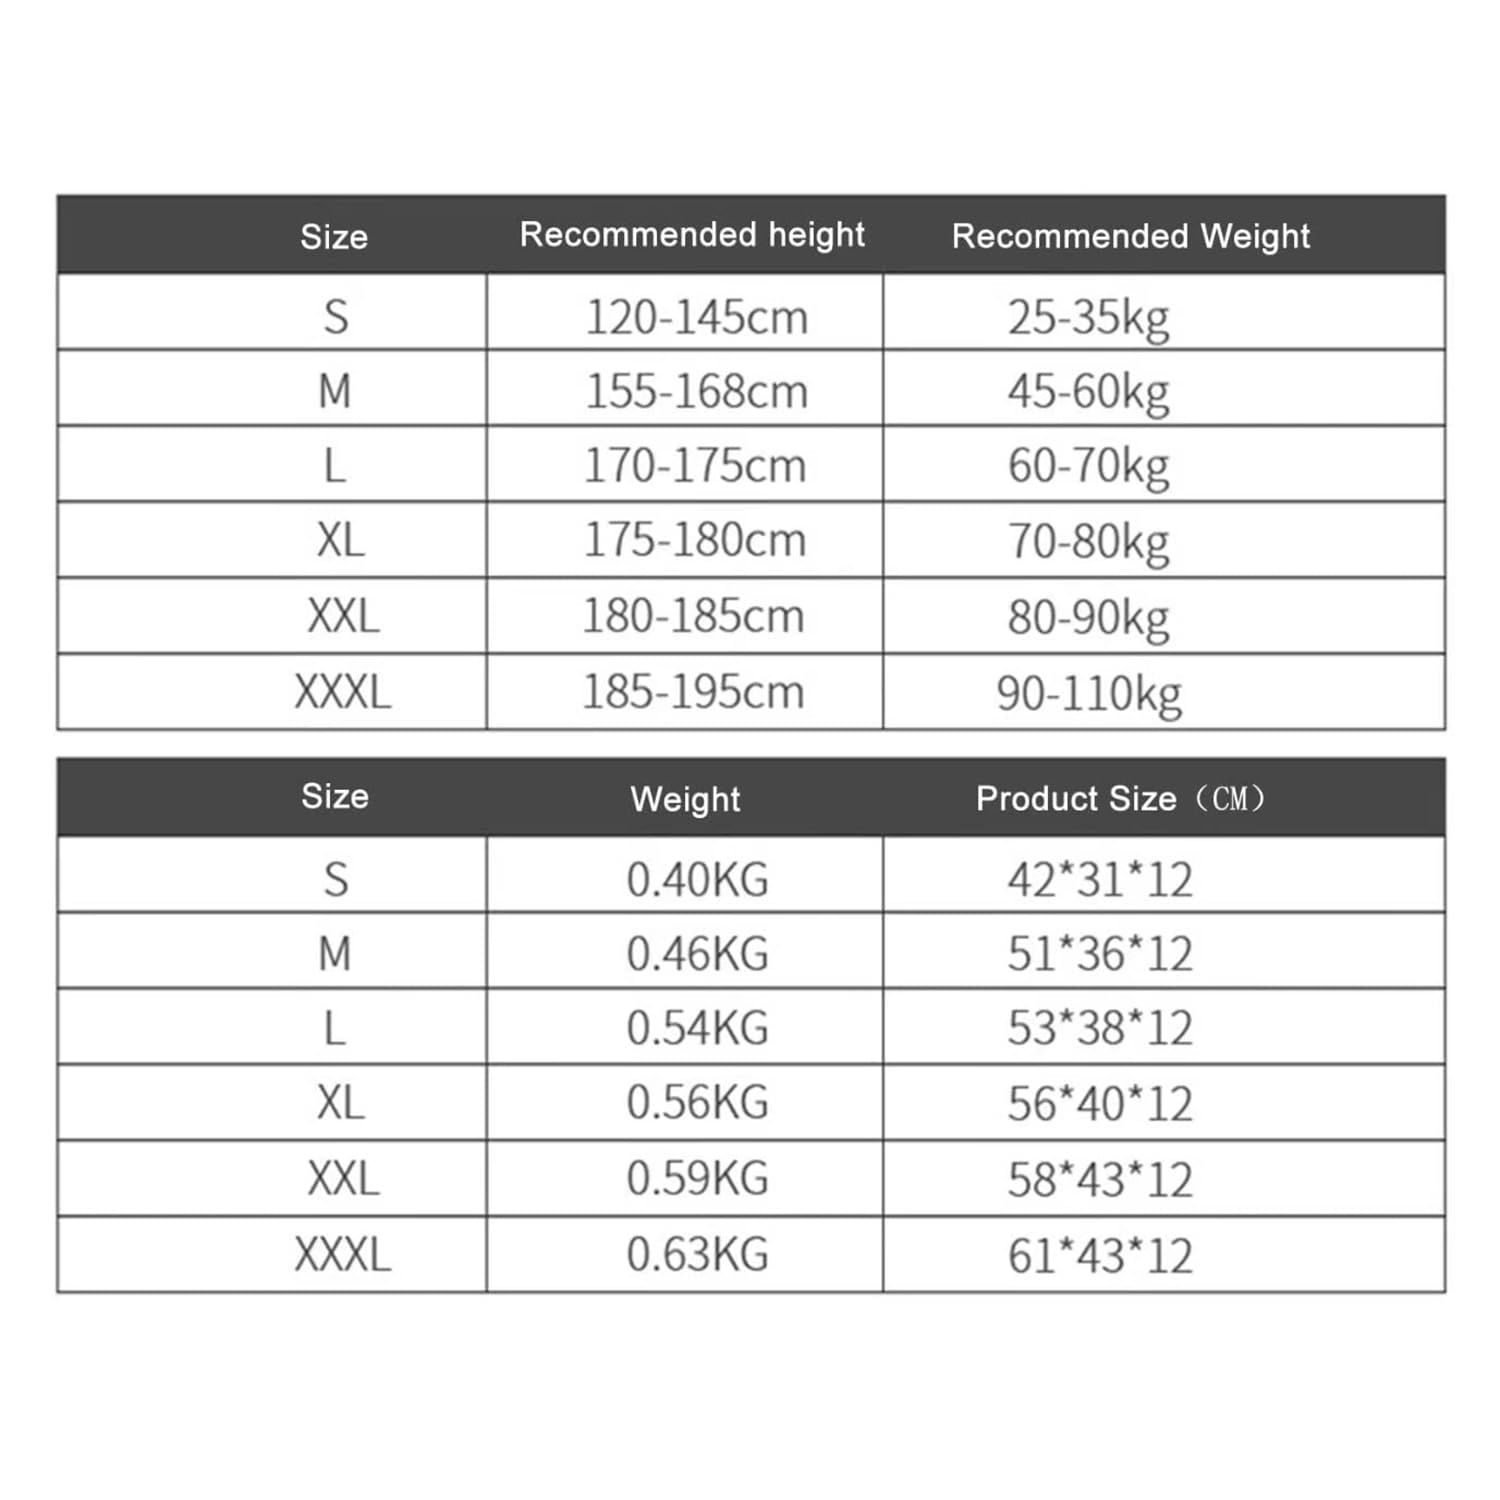 Size Recommended height Recommended Weight
S 120-145cm 25-35kg
M 155-168cm 45-60kg
L 170-175cm 60-70kg
XL 175-180cm 70-80kg
XXL 180-185cm 80-90kg
XXXL 185-195cm 90-110kg
Size Weight Product Size（CM）
S 0.40KG 42*31*12
M 0.46KG 51*36*12
L 0.54KG 53*38*12
XL 0.56KG 56*40*12
XXL 0.59KG 58*43*12
XXXL 0.63KG 61*43*12